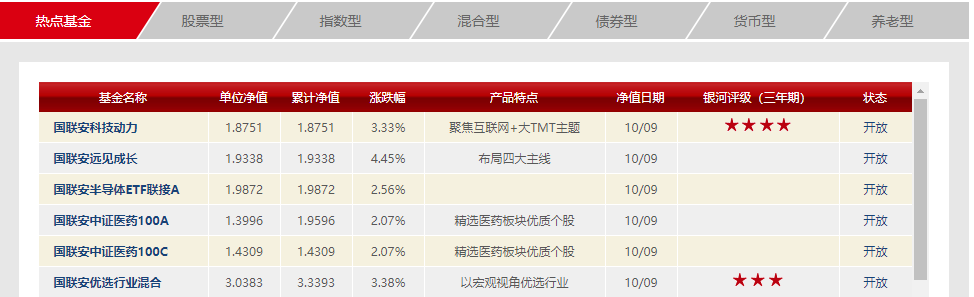 热点基金 股票型 指数型 混合型 债券型 货币型 养老型
基金名称 单位净值 累计净值 涨跌幅 产品特点 净值日期 银河评级（三年期） 状态
国联安科技动力 1.8751 1.8751 3.33% 聚焦互联网+大TMT主题 10/09 ★★★★ 开放
国联安远见成长 1.9338 1.9338 4.45% 布局四大主线 10/09 开放
国联安半导体ETF联接A 1.9872 1.9872 2.56% 10/09 开放
国联安中证医药100A 1.3996 1.9596 2.07% 精选医药板块优质个股 10/09 开放
国联安中证医药100C 1.4309 1.4309 2.07% 精选医药板块优质个股 10/09 开放
国联安优选行业混合 3.0383 3.3393 3.38% 以宏观视角优选行业 10/09 ★★★ 开放